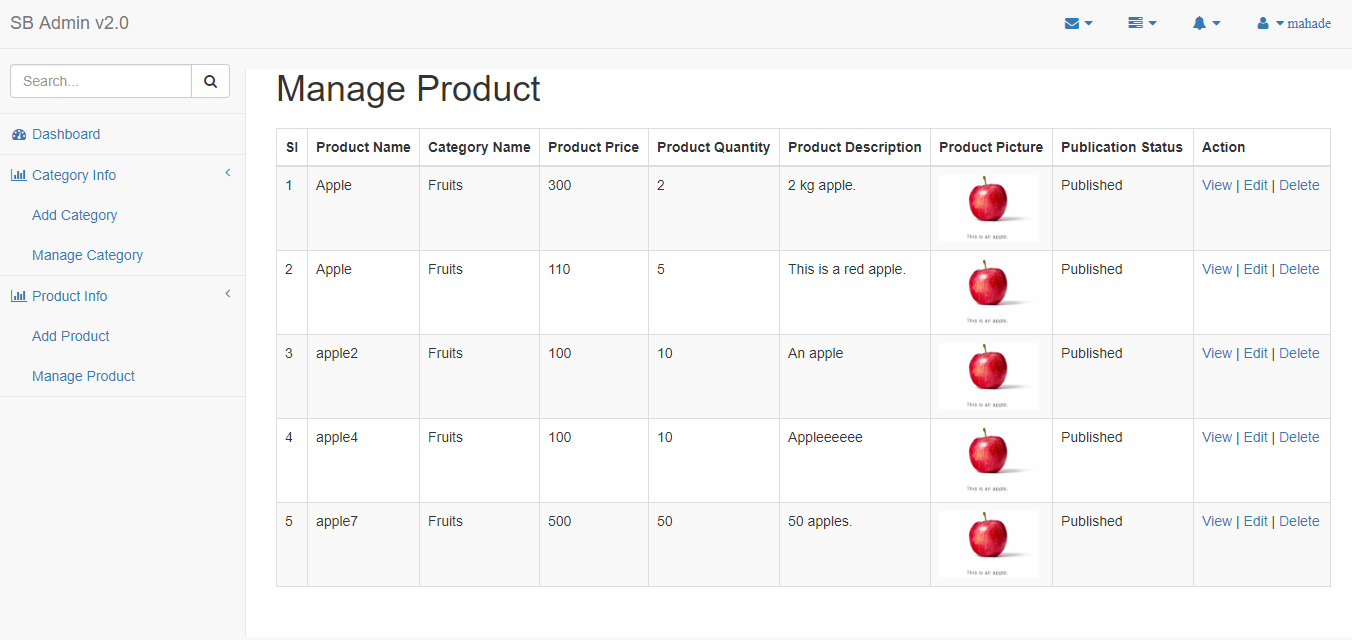 SB Admin v2.0
mahade
Search...
Dashboard
Category Info
Add Category
Manage Category
Product Info
Add Product
Manage Product
Manage Product
Sl Product Name Category Name Product Price Product Quantity Product Description Product Picture Publication Status Action
1 Apple Fruits 300 2 2 kg apple. Published View | Edit | Delete
This is an apple.
2 Apple Fruits 110 5 This is a red apple. Published View | Edit | Delete
This is an apple.
3 apple2 Fruits 100 10 An apple Published View | Edit | Delete
This is an apple.
4 apple4 Fruits 100 10 Appleeeeee Published View | Edit | Delete
This is an apple.
5 apple7 Fruits 500 50 50 apples. Published View | Edit | Delete
This is an apple.